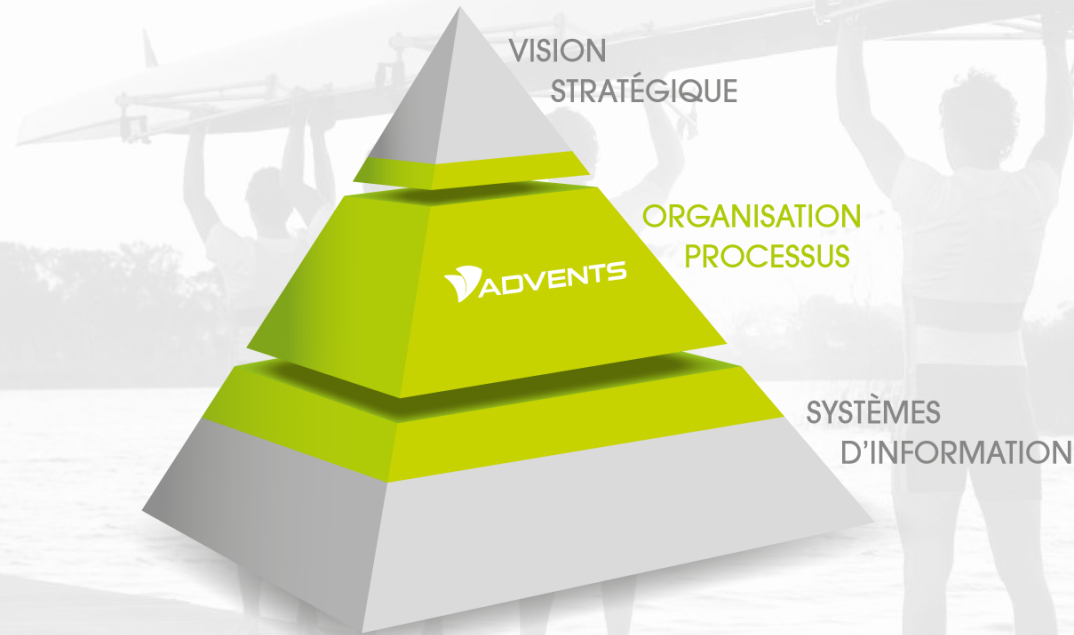 VISION
STRATÉGIQUE
ORGANISATION
PROCESSUS
ADVENTS
SYSTÈMES
D'INFORMATION